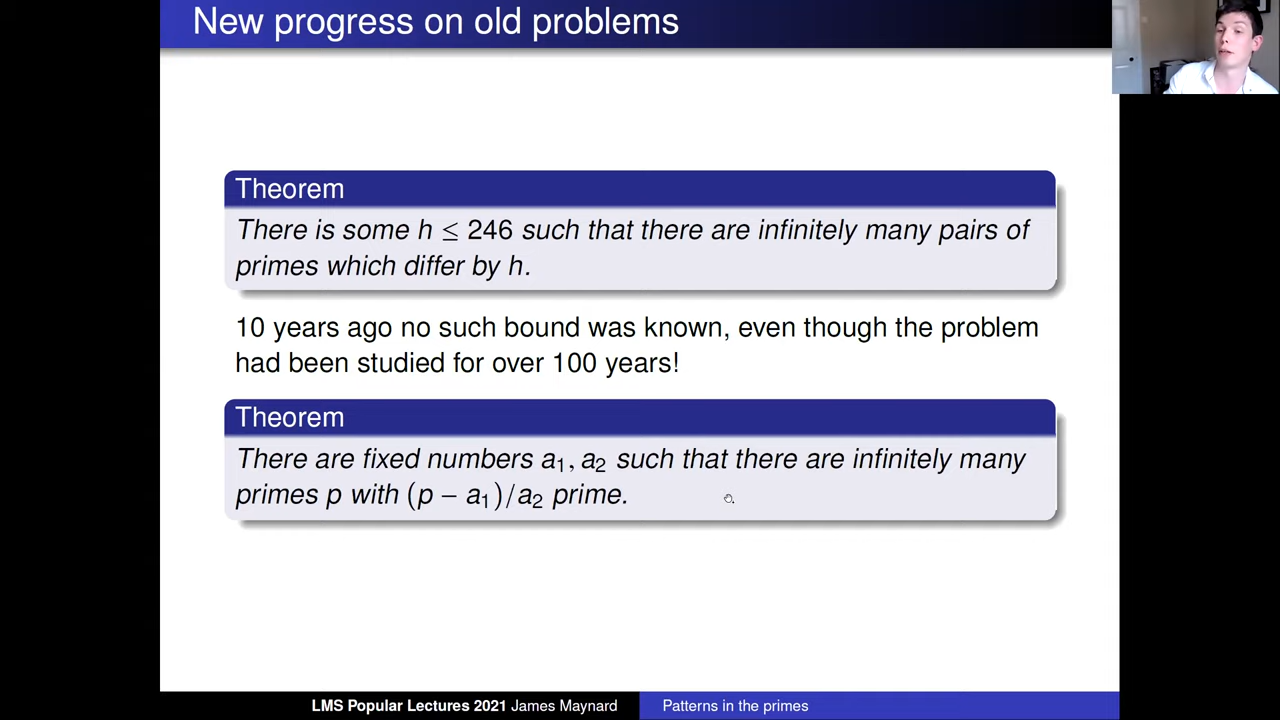 New progress on old problems
Theorem
There is some h ≤ 246 such that there are infinitely many pairs of
primes which differ by h.
10 years ago no such bound was known, even though the problem
had been studied for over 100 years!
Theorem
There are fixed numbers a₁, a₂ such that there are infinitely many
primes p with (p − a₁)/a₂ prime.
LMS Popular Lectures 2021 James Maynard
Patterns in the primes